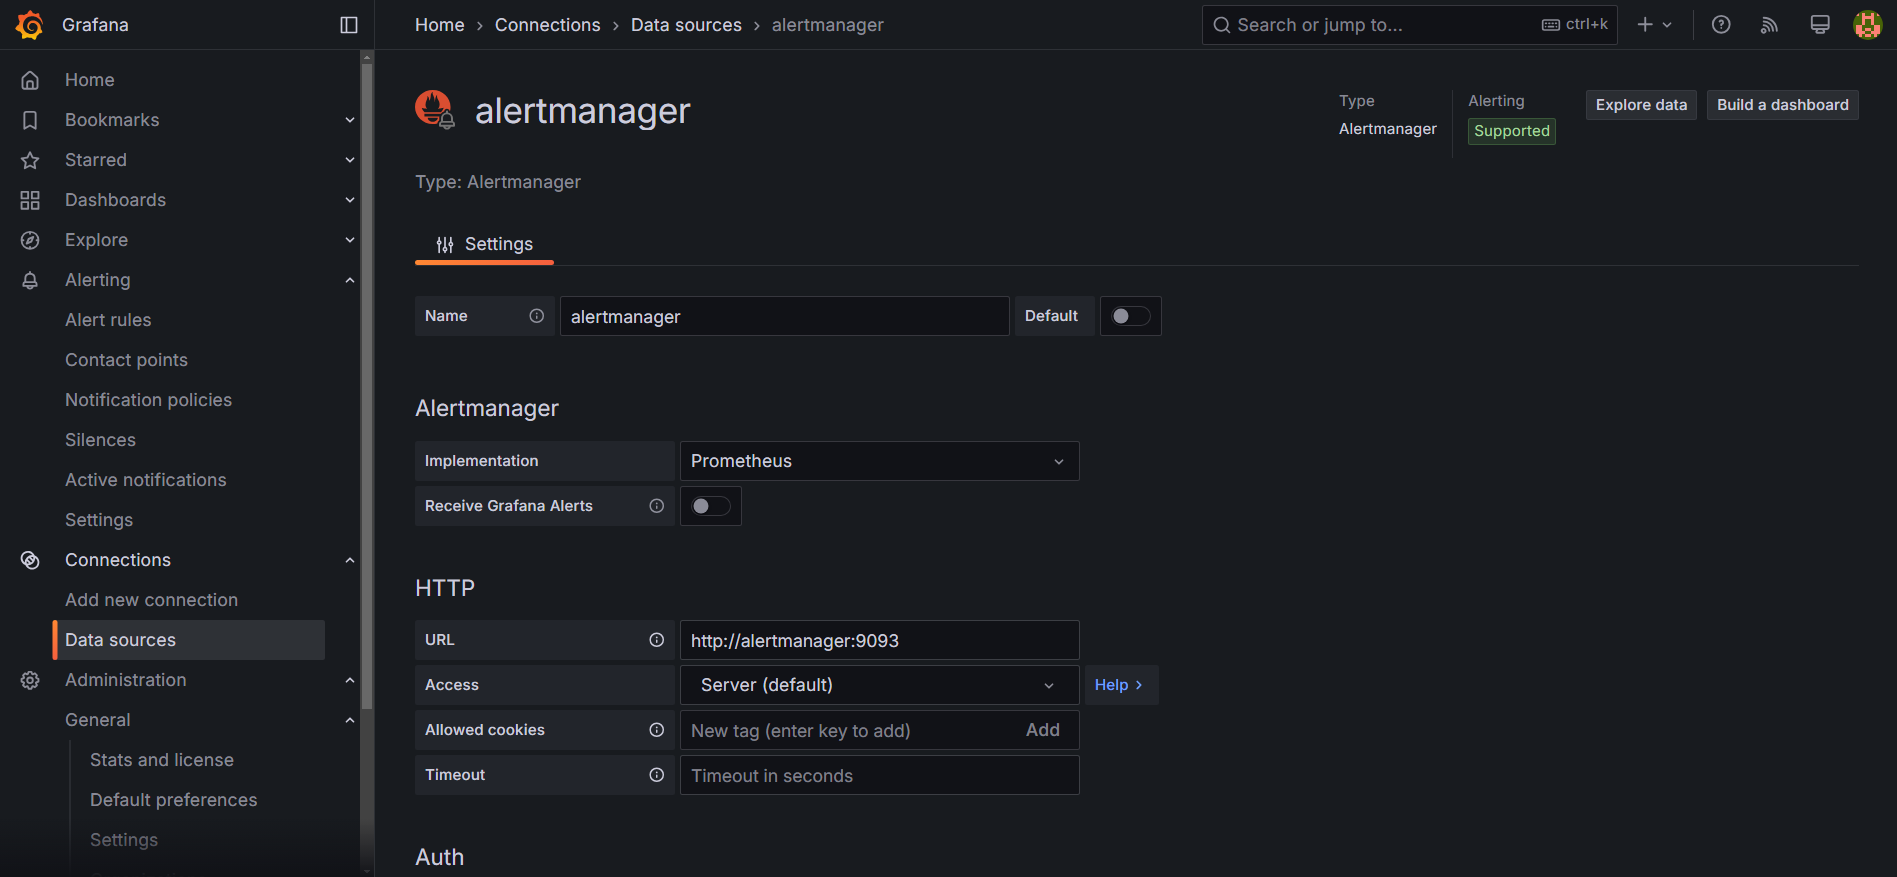 Grafana
Home
Connections
Data sources
alertmanager
Search or jump to...
ctrl+k
Home
Bookmarks
Starred
Dashboards
Explore
Alerting
Alert rules
Contact points
Notification policies
Silences
Active notifications
Settings
Connections
Add new connection
Data sources
Administration
General
Stats and license
Default preferences
Settings
alertmanager
Type
Alertmanager
Alerting
Supported
Explore data
Build a dashboard
Type: Alertmanager
Settings
Name
alertmanager
Default
Alertmanager
Implementation
Prometheus
Receive Grafana Alerts
HTTP
URL
http://alertmanager:9093
Access
Server (default)
Help
Allowed cookies
New tag (enter key to add)
Add
Timeout
Timeout in seconds
Auth